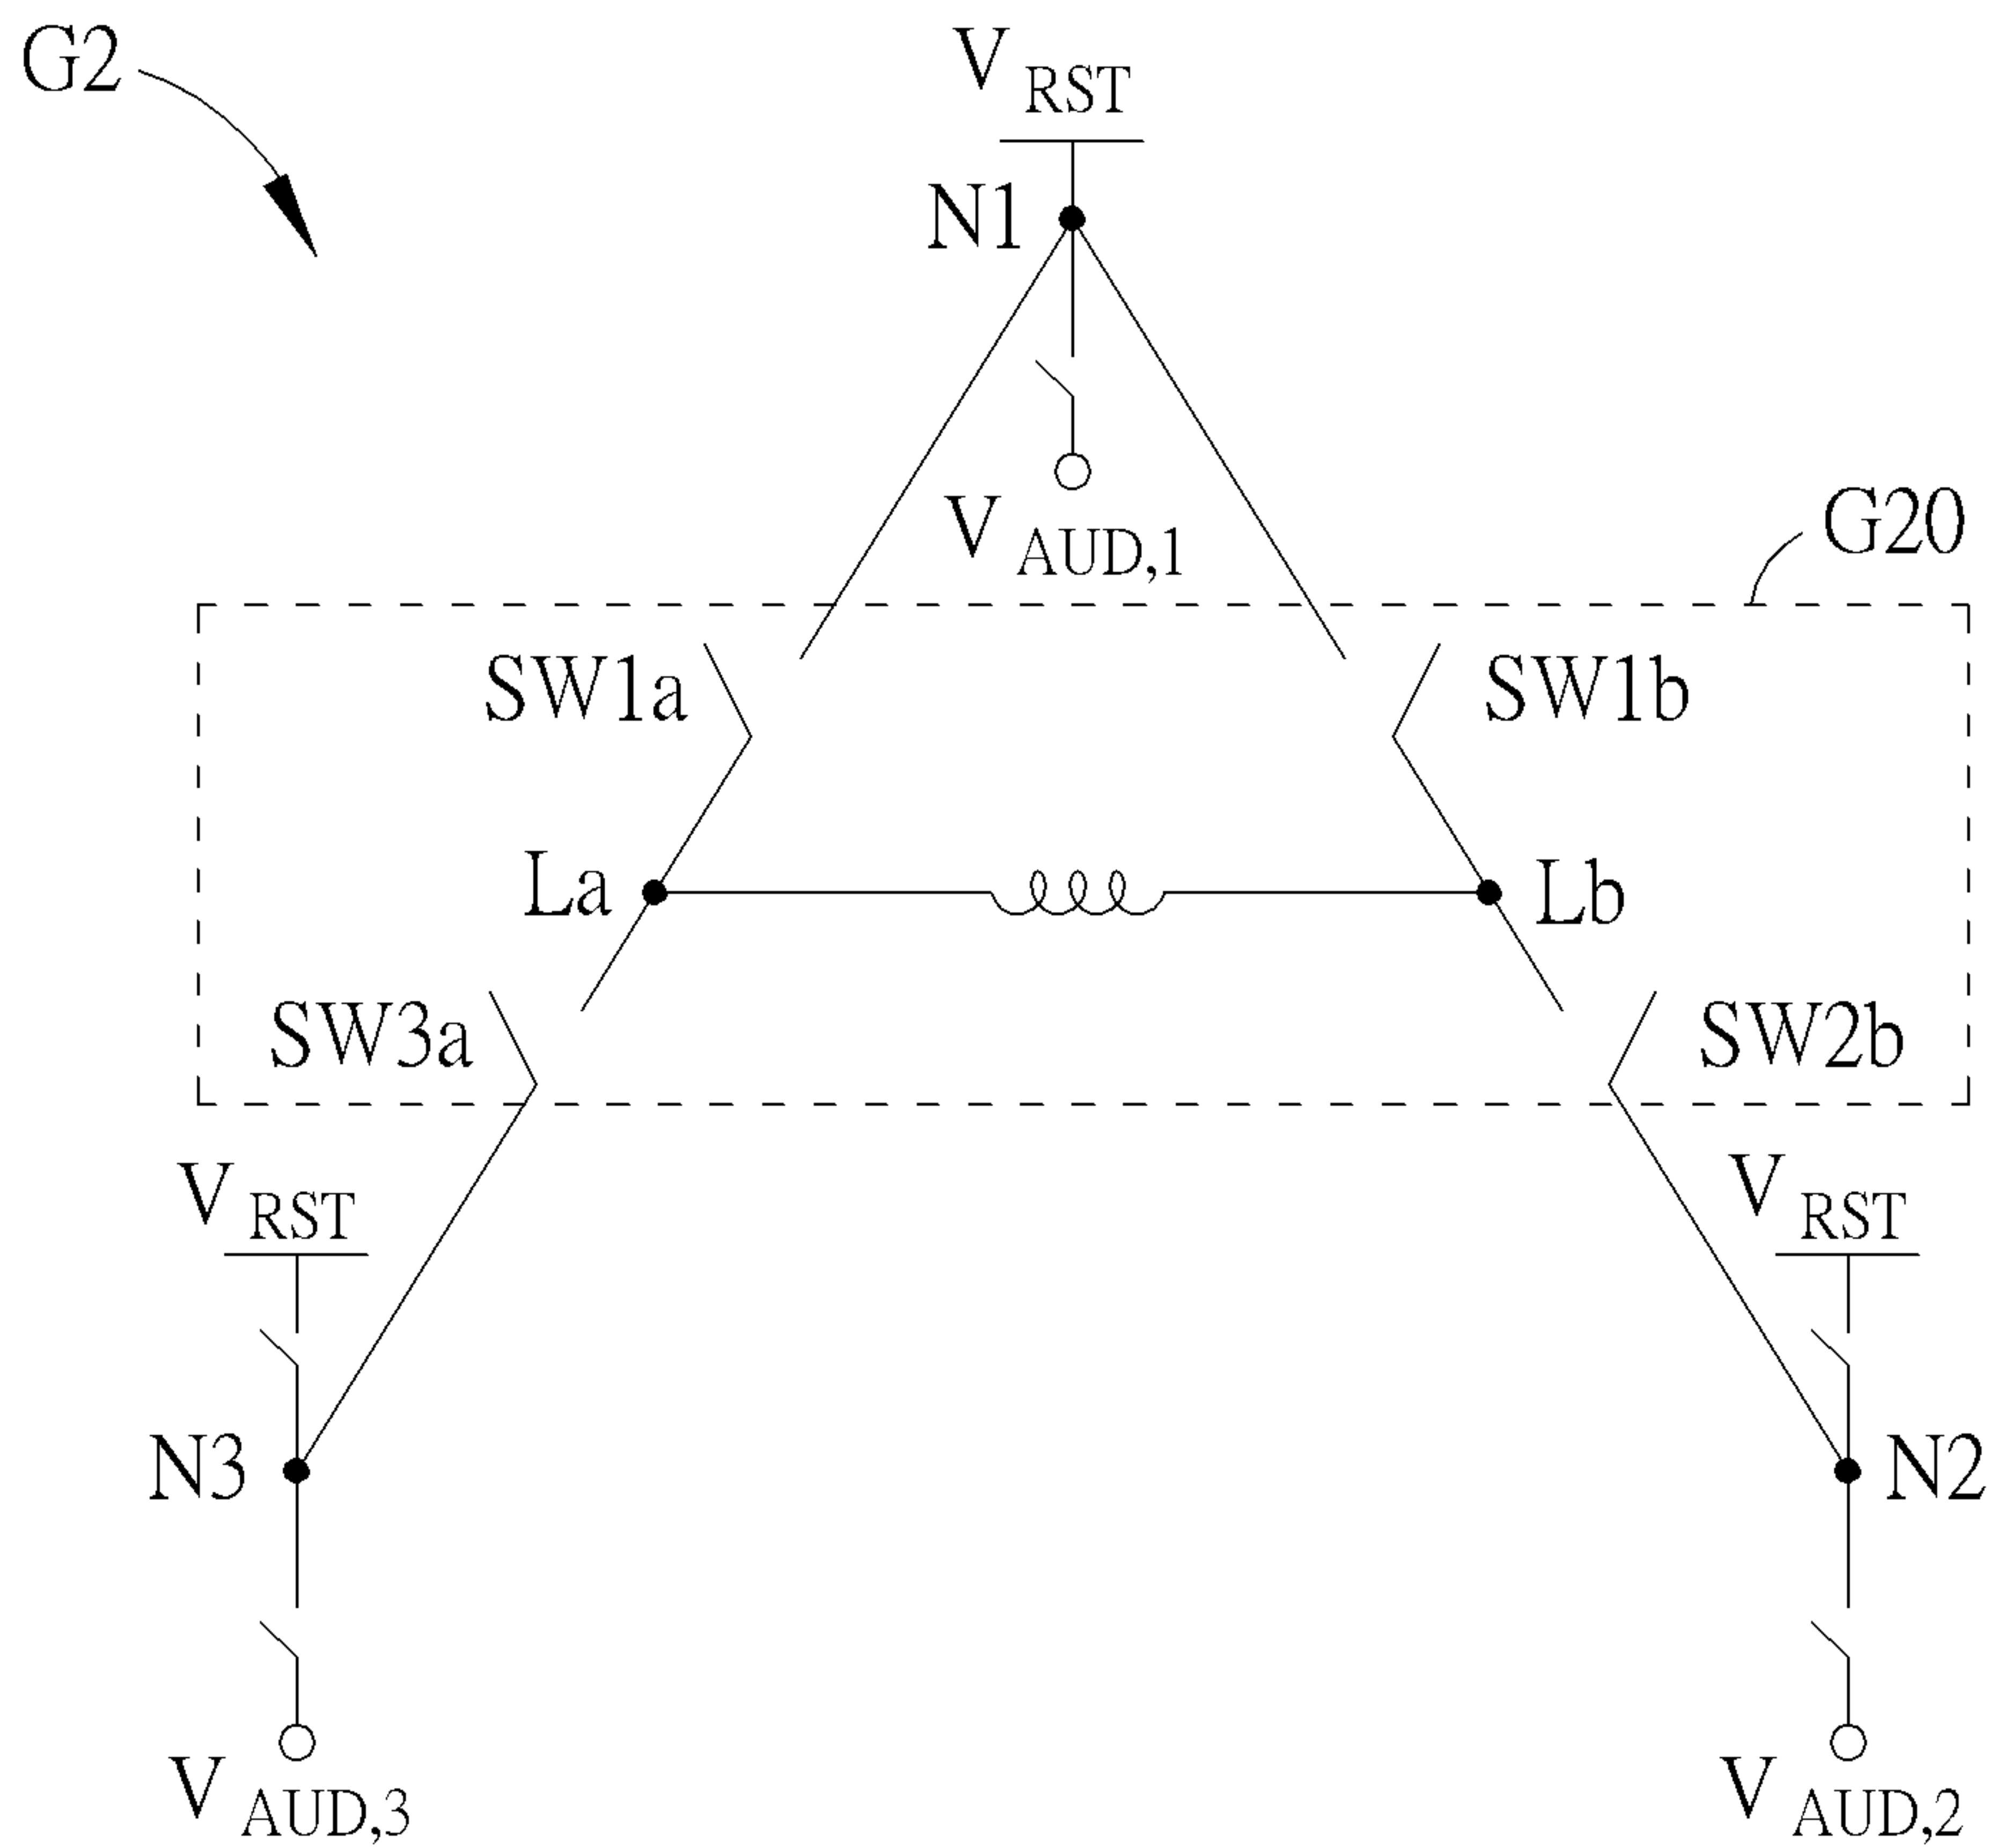 G2
V RST
N1
V AUD,1
G20
SW1a
SW1b
La
Lb
SW3a
SW2b
V RST
V RST
N3
N2
V AUD,3
V AUD,2